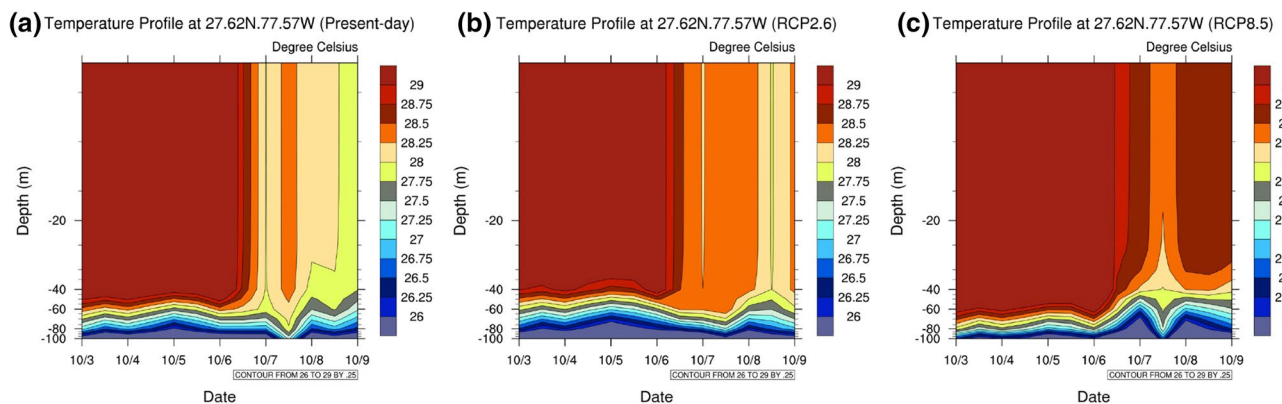 (a) Temperature Profile at 27.62N.77.57W (Present-day)
Degree Celsius
29
28.75
28.5
28.25
28
27.75
27.5
27.25
27
26.75
26.5
26.25
26
Depth (m)
-20
-40
-60
-80
-100
10/3 10/4 10/5 10/6 10/7 10/8 10/9
CONTOUR FROM 26 TO 29 BY .25
Date
(b) Temperature Profile at 27.62N.77.57W (RCP2.6)
Degree Celsius
29
28.75
28.5
28.25
28
27.75
27.5
27.25
27
26.75
26.5
26.25
26
Depth (m)
-20
-40
-60
-80
-100
10/3 10/4 10/5 10/6 10/7 10/8 10/9
CONTOUR FROM 26 TO 29 BY .25
Date
(c) Temperature Profile at 27.62N.77.57W (RCP8.5)
Degree Celsius
Depth (m)
-20
-40
-60
-80
-100
10/3 10/4 10/5 10/6 10/7 10/8 10/9
CONTOUR FROM 26 TO 29 BY .25
Date